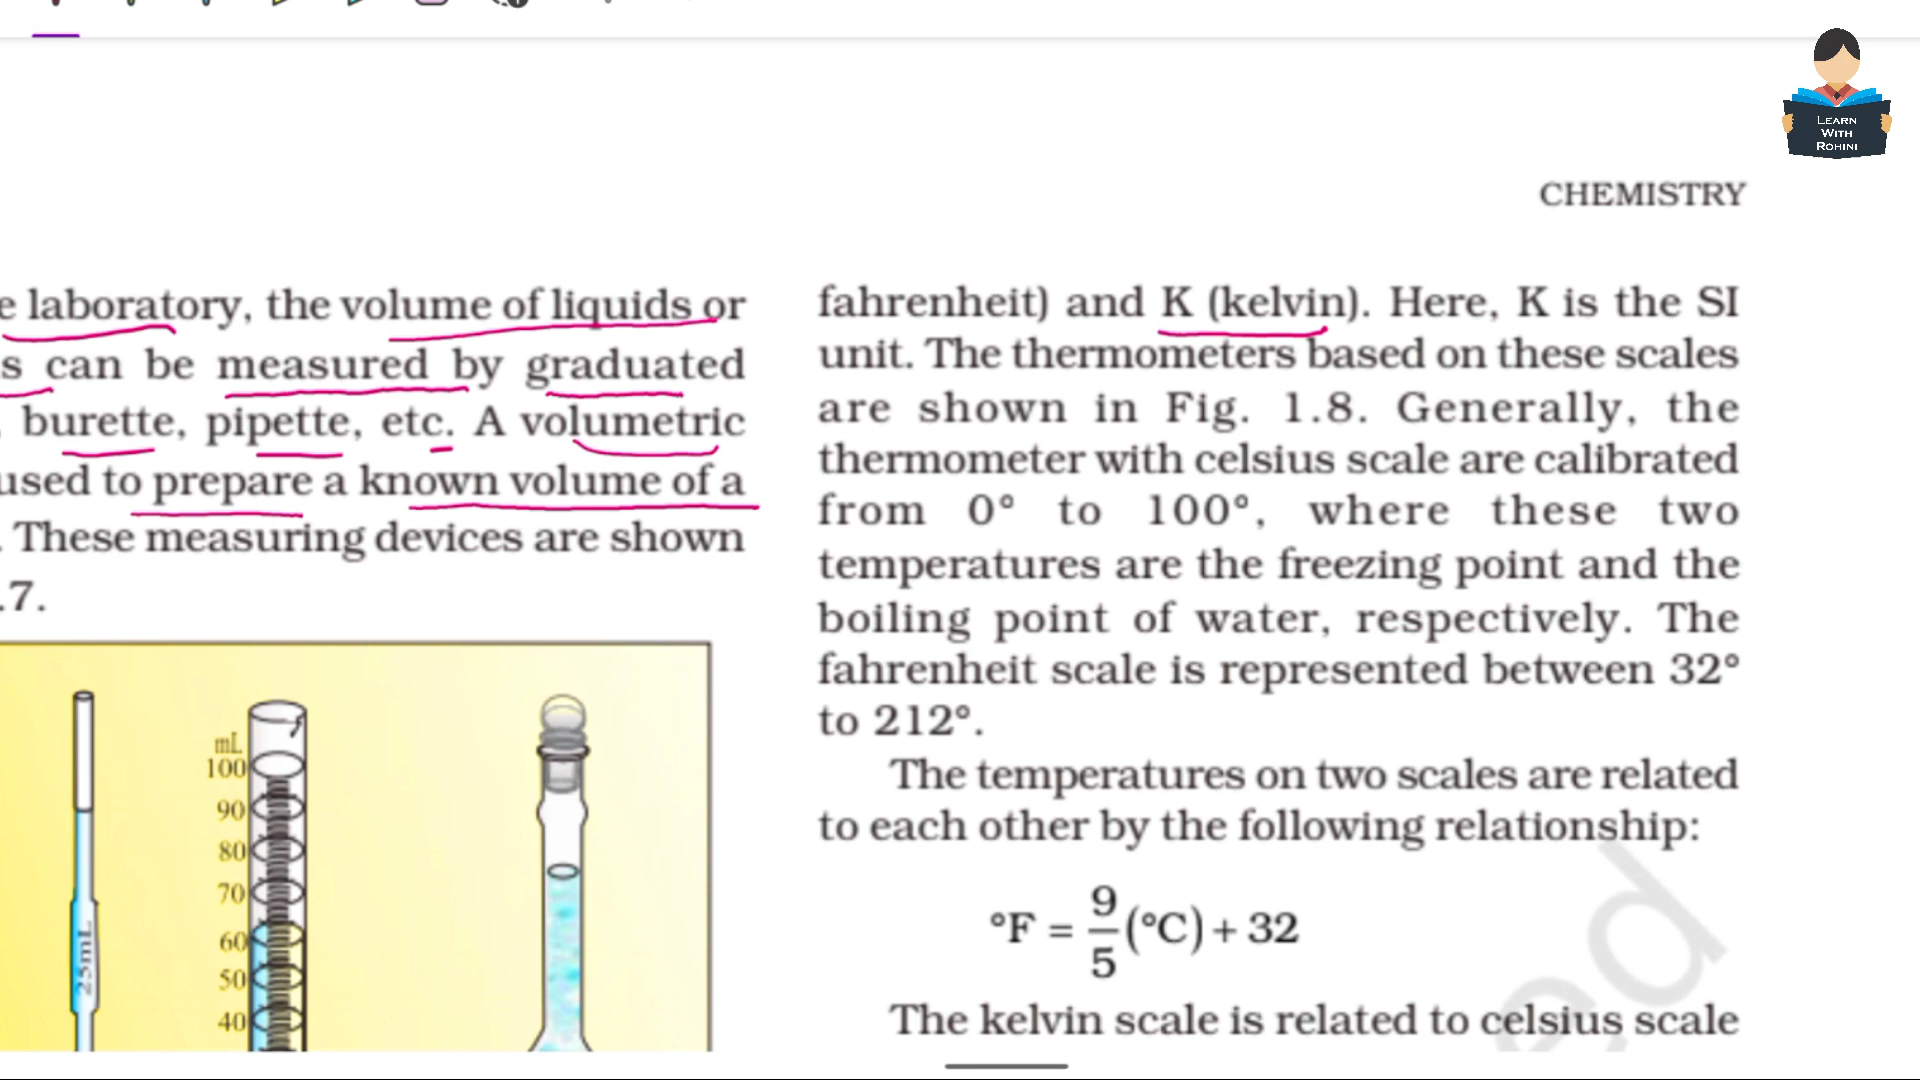 LEARN
WITH
ROHINI
CHEMISTRY
e laboratory, the volume of liquids or
s can be measured by graduated
, burette, pipette, etc. A volumetric
used to prepare a known volume of a
. These measuring devices are shown
.7.
mL
100
90
80
70
60
50
40
25mL
fahrenheit) and K (kelvin). Here, K is the SI
unit. The thermometers based on these scales
are shown in Fig. 1.8. Generally, the
thermometer with celsius scale are calibrated
from 0° to 100°, where these two
temperatures are the freezing point and the
boiling point of water, respectively. The
fahrenheit scale is represented between 32°
to 212°.
The temperatures on two scales are related
to each other by the following relationship:
°F = 9/5 (°C) + 32
The kelvin scale is related to celsius scale
ed